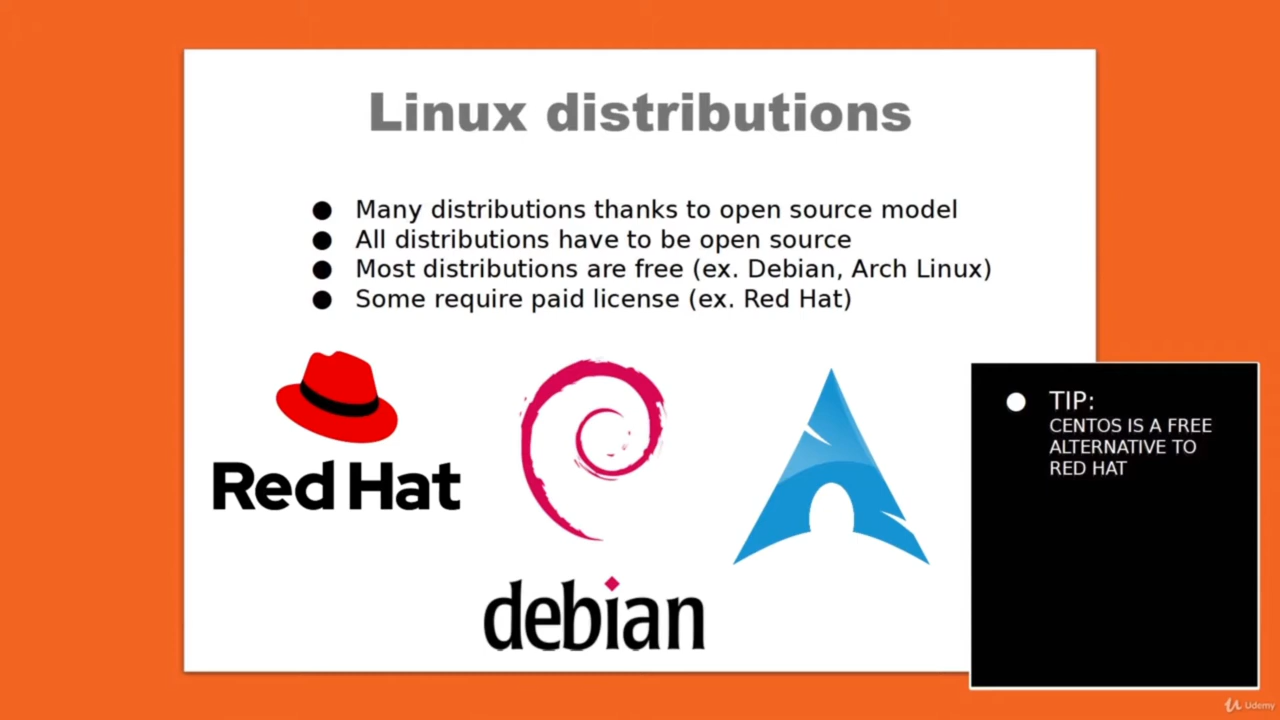 Linux distributions
● Many distributions thanks to open source model
● All distributions have to be open source
● Most distributions are free (ex. Debian, Arch Linux)
● Some require paid license (ex. Red Hat)
Red Hat
debian
● TIP:
CENTOS IS A FREE
ALTERNATIVE TO
RED HAT
Udemy